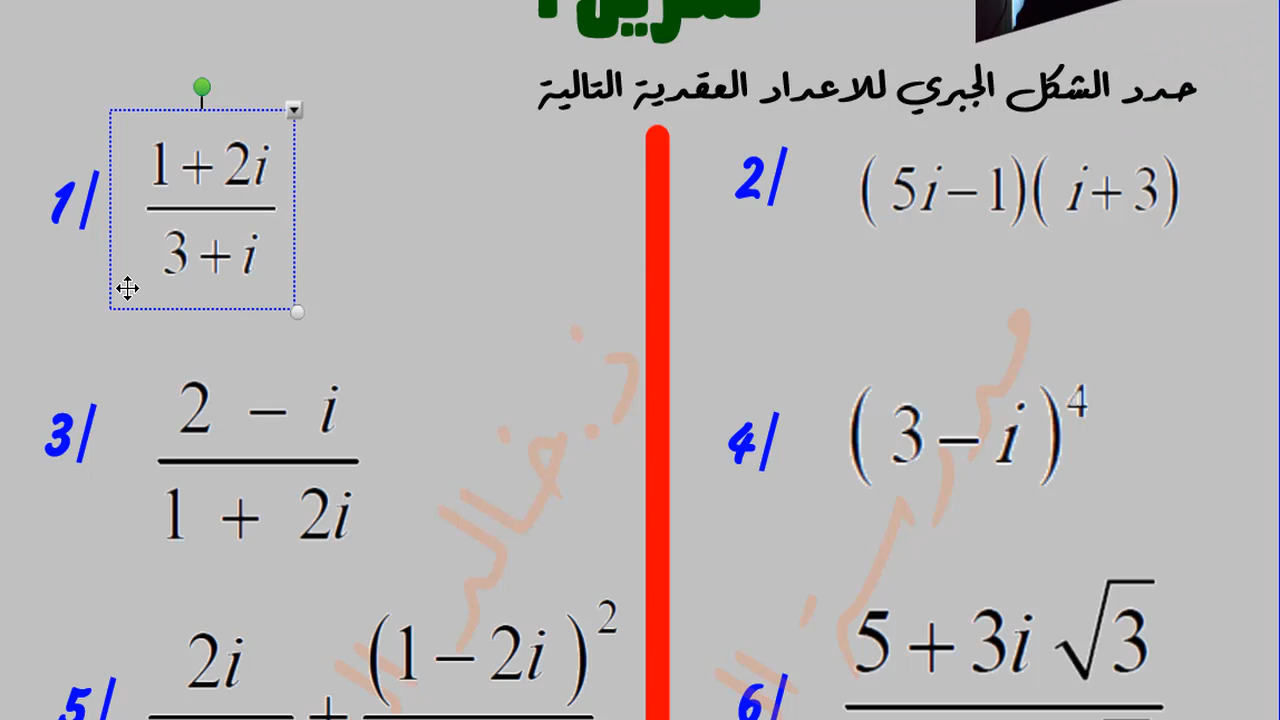 حدد الشكل الجبري للاعداد العقدية التالية
1/ (1+2i)/(3+i)
2/ (5i−1)(i+3)
3/ (2 − i)/(1 + 2i)
4/ (3−i)^4
5/ 2i + (1−2i)^2
6/ 5+3i√3